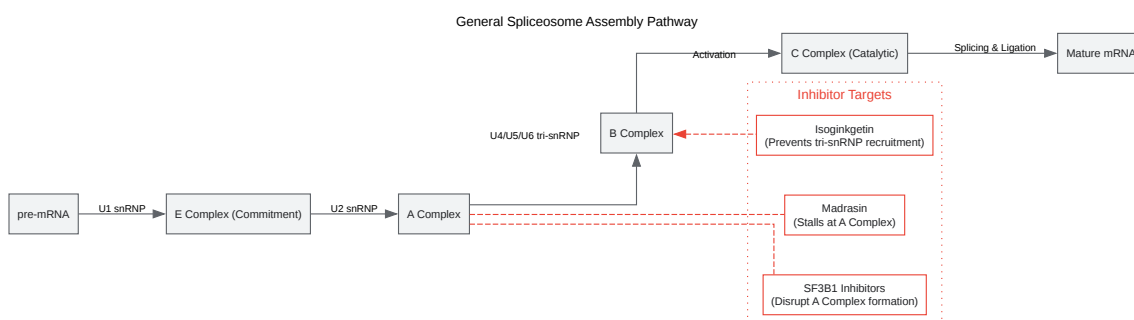 General Spliceosome Assembly Pathway
Activation
C Complex (Catalytic)
Splicing & Ligation
Mature mRNA
Inhibitor Targets
U4/U5/U6 tri-snRNP
B Complex
Isoginkgetin
(Prevents tri-snRNP recruitment)
pre-mRNA
U1 snRNP
E Complex (Commitment)
U2 snRNP
A Complex
Madrasin
(Stalls at A Complex)
SF3B1 Inhibitors
(Disrupt A Complex formation)